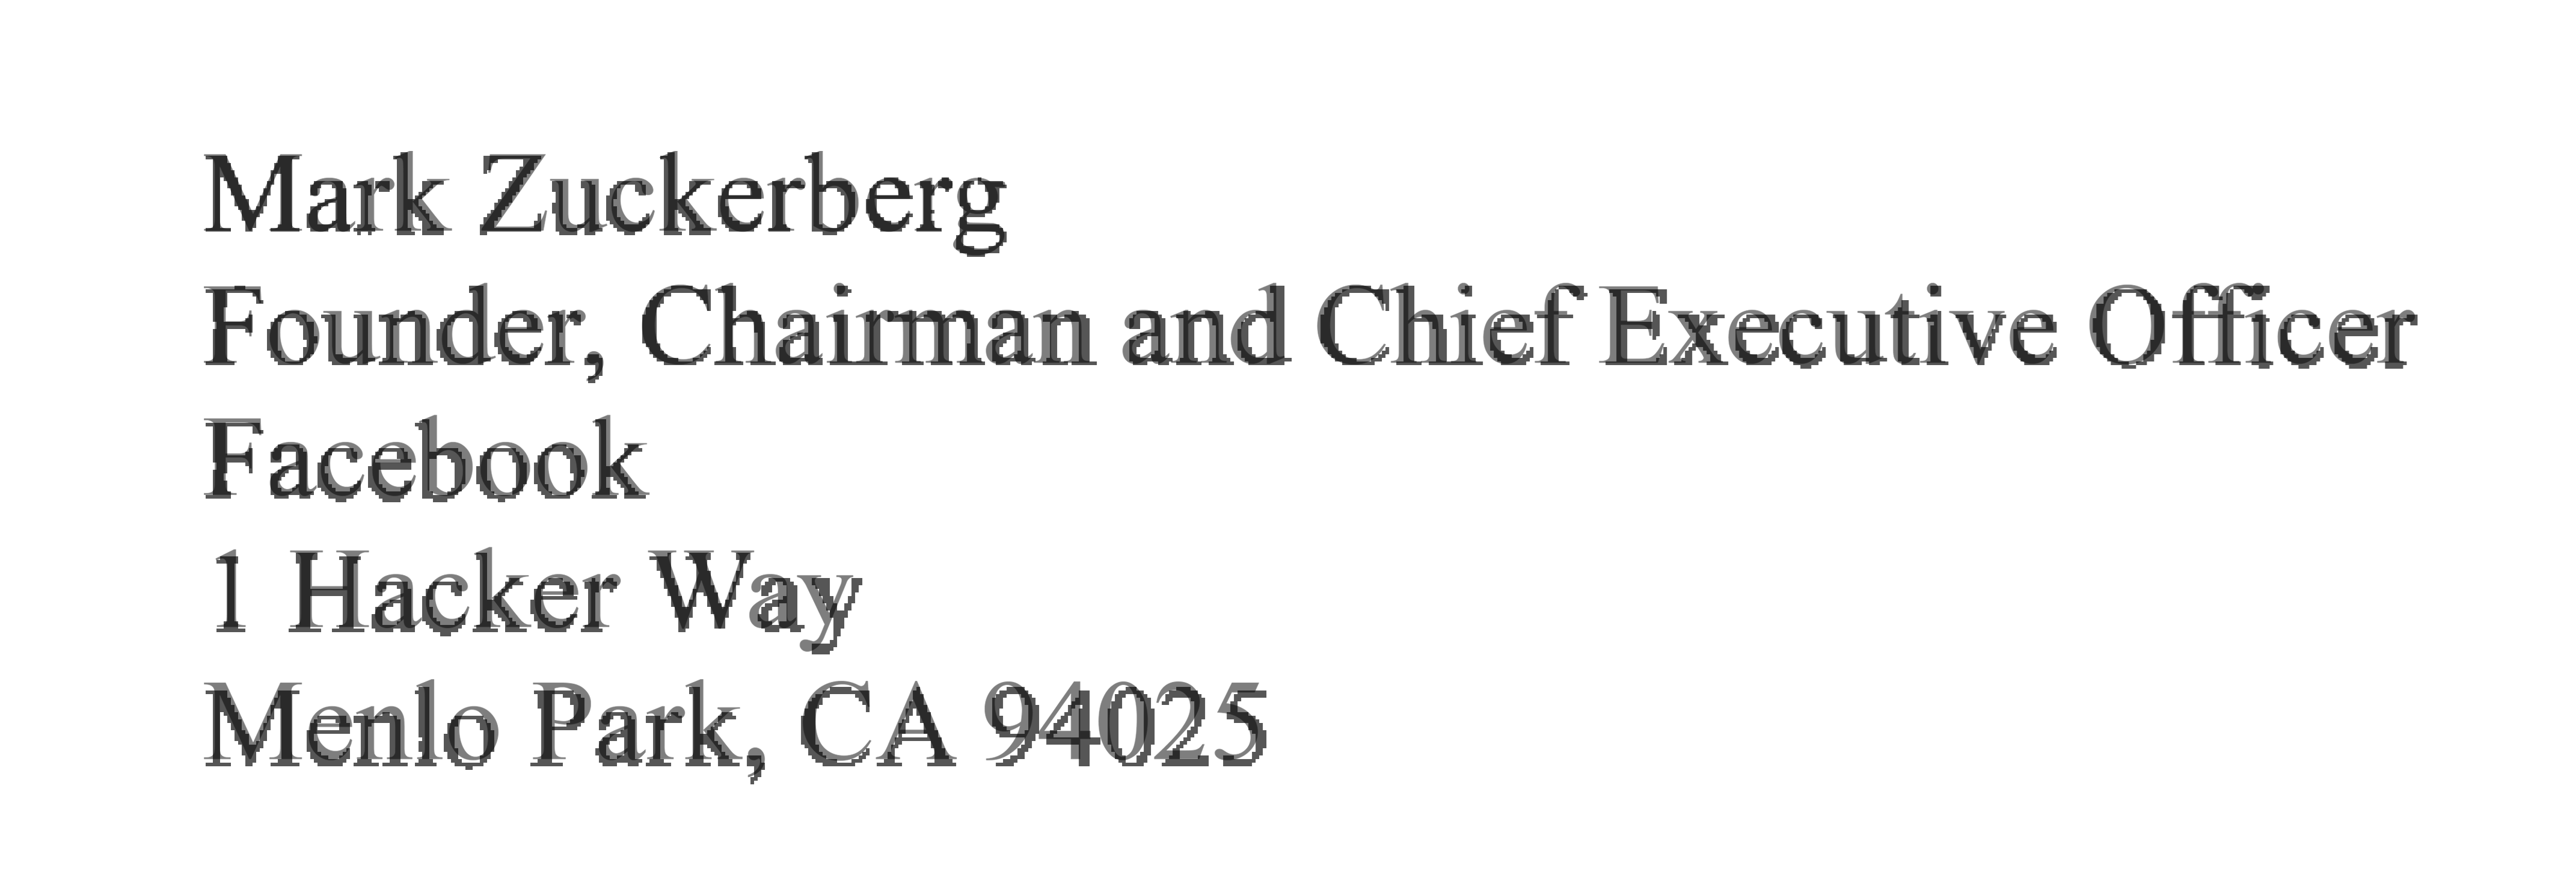 Mark Zuckerberg
Founder, Chairman and Chief Executive Officer
Facebook
1 Hacker Way
Menlo Park, CA 94025